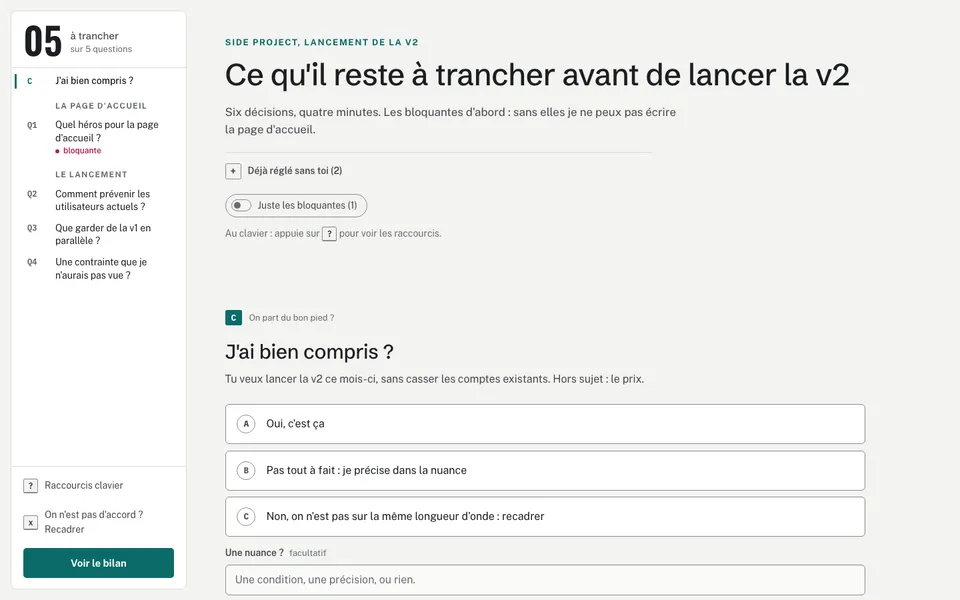 05
à trancher
sur 5 questions
C
J'ai bien compris ?
LA PAGE D'ACCUEIL
Q1
Quel héros pour la page
d'accueil ?
bloquante
LE LANCEMENT
Q2
Comment prévenir les
utilisateurs actuels ?
Q3
Que garder de la v1 en
parallèle ?
Q4
Une contrainte que je
n'aurais pas vue ?
?
Raccourcis clavier
x
On n'est pas d'accord ?
Recadrer
Voir le bilan
SIDE PROJECT, LANCEMENT DE LA V2
Ce qu'il reste à trancher avant de lancer la v2
Six décisions, quatre minutes. Les bloquantes d'abord : sans elles je ne peux pas écrire
la page d'accueil.
+ Déjà réglé sans toi (2)
Juste les bloquantes (1)
Au clavier : appuie sur ? pour voir les raccourcis.
C On part du bon pied ?
J'ai bien compris ?
Tu veux lancer la v2 ce mois-ci, sans casser les comptes existants. Hors sujet : le prix.
A Oui, c'est ça
B Pas tout à fait : je précise dans la nuance
C Non, on n'est pas sur la même longueur d'onde : recadrer
Une nuance ? facultatif
Une condition, une précision, ou rien.